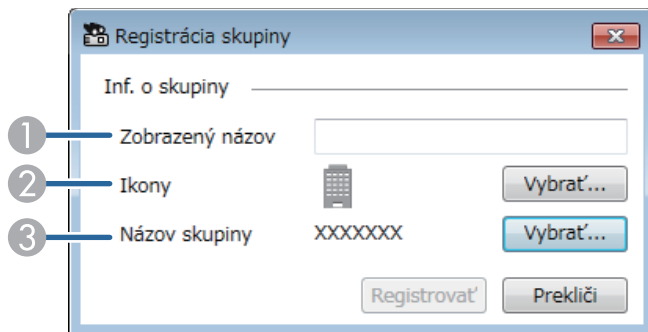 Registrácia skupiny
Inf. o skupiny
1 Zobrazený názov
2 Ikony Vybrať...
3 Názov skupiny XXXXXXX Vybrať...
Registrovať Prekliči